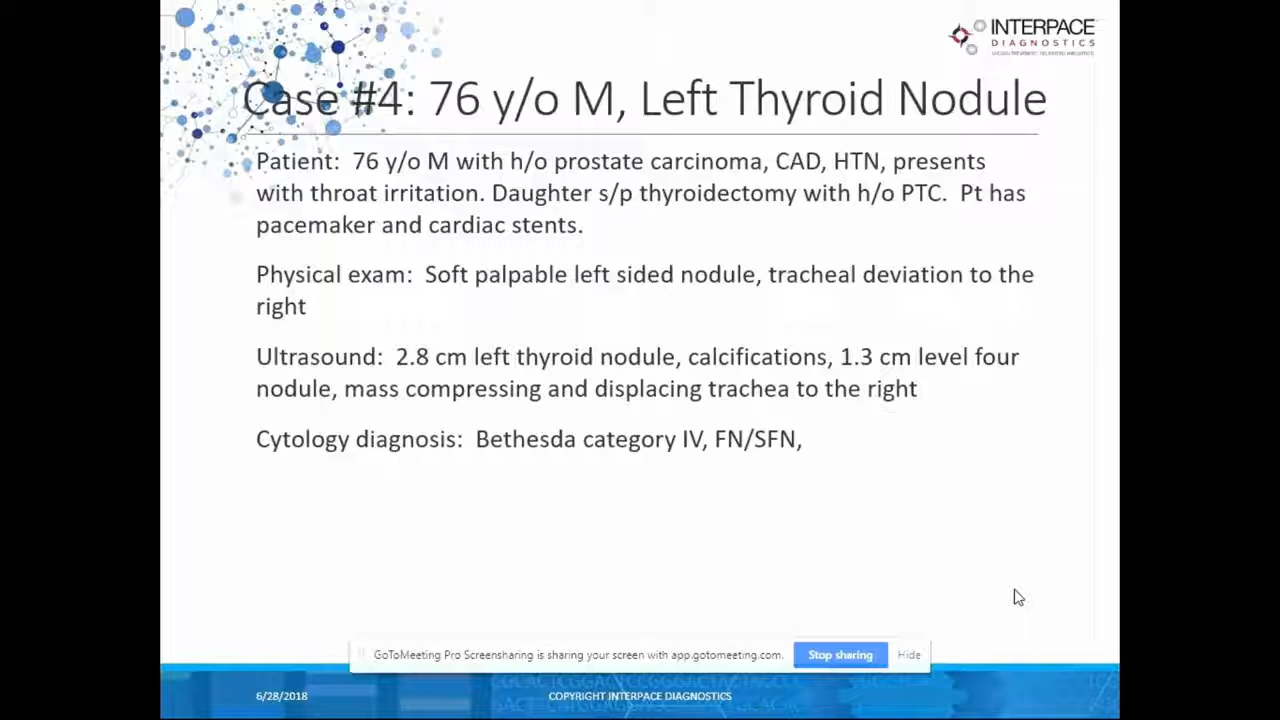 INTERPACE
DIAGNOSTICS
Case #4: 76 y/o M, Left Thyroid Nodule
Patient:  76 y/o M with h/o prostate carcinoma, CAD, HTN, presents
with throat irritation. Daughter s/p thyroidectomy with h/o PTC.  Pt has
pacemaker and cardiac stents.
Physical exam:  Soft palpable left sided nodule, tracheal deviation to the
right
Ultrasound:  2.8 cm left thyroid nodule, calcifications, 1.3 cm level four
nodule, mass compressing and displacing trachea to the right
Cytology diagnosis:  Bethesda category IV, FN/SFN,
GoToMeeting Pro Screensharing is sharing your screen with app.gotomeeting.com.
Stop sharing
Hide
6/28/2018
COPYRIGHT INTERPACE DIAGNOSTICS